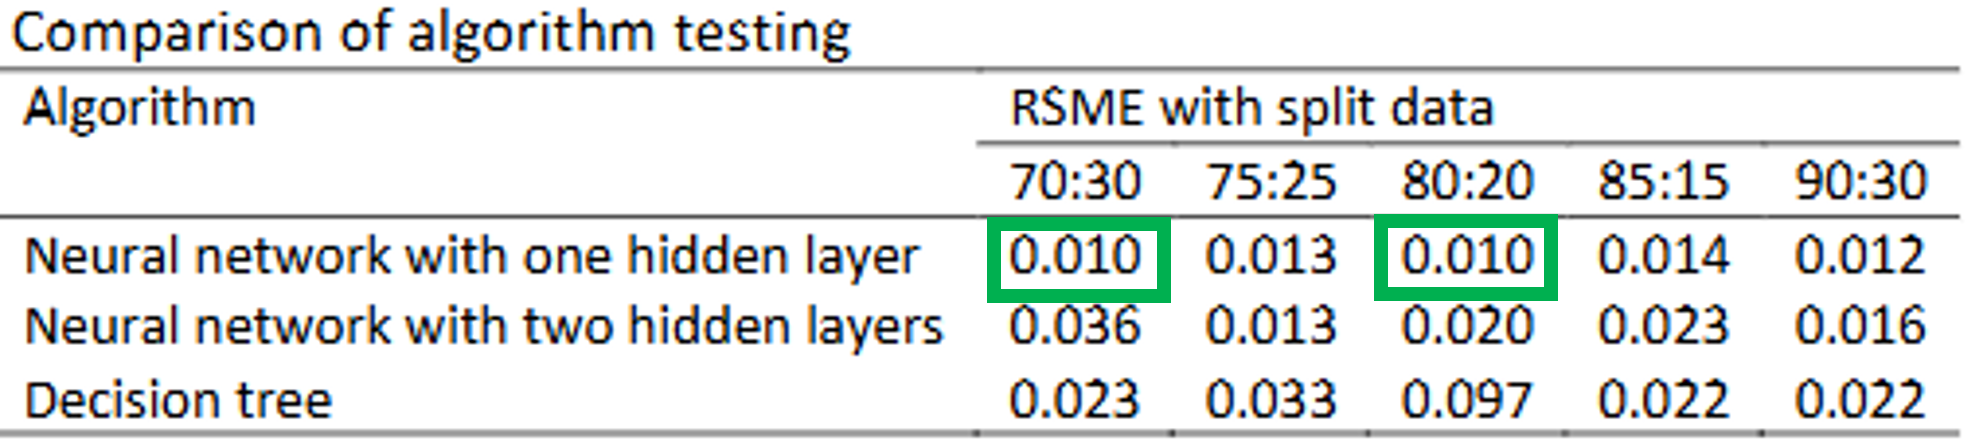 Comparison of algorithm testing
Algorithm RSME with split data
70:30 75:25 80:20 85:15 90:30
Neural network with one hidden layer 0.010 0.013 0.010 0.014 0.012
Neural network with two hidden layers 0.036 0.013 0.020 0.023 0.016
Decision tree 0.023 0.033 0.097 0.022 0.022